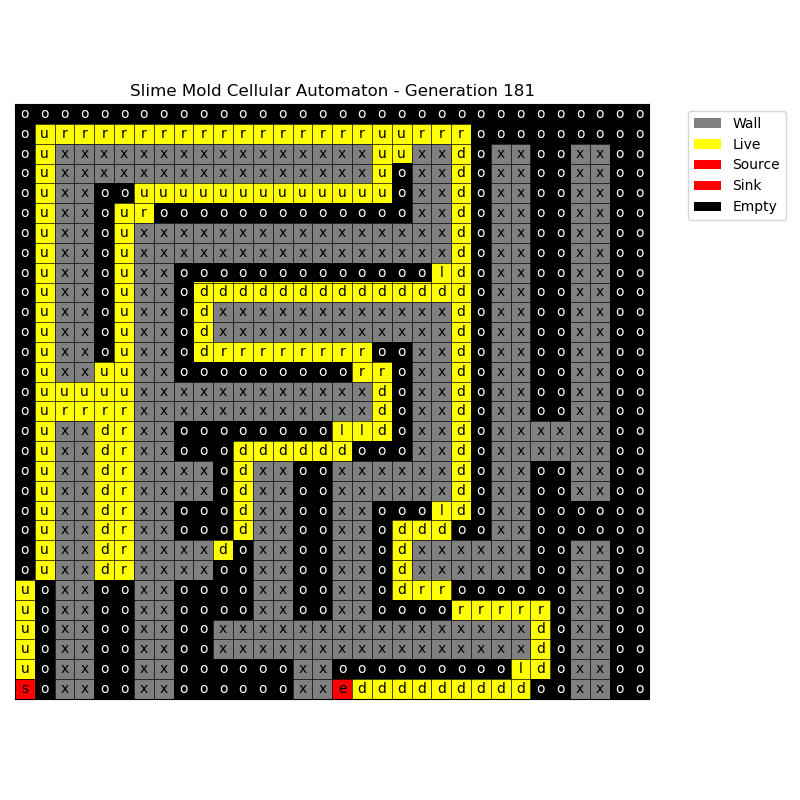 Slime Mold Cellular Automaton - Generation 181
o o o o o o o o o o o o o o o o o o o o o o o o o o o o o o o o
o u r r r r r r r r r r r r r r r r u u r r r o o o o o o o o o
o u x x x x x x x x x x x x x x x x u u x x d o x x o o x x o o
o u x x x x x x x x x x x x x x x x u o x x d o x x o o x x o o
o u x x o o u u u u u u u u u u u u u o x x d o x x o o x x o o
o u x x o u r o o o o o o o o o o o o o x x d o x x o o x x o o
o u x x o u x x x x x x x x x x x x x x x x d o x x o o x x o o
o u x x o u x x x x x x x x x x x x x x x x d o x x o o x x o o
o u x x o u x x o o o o o o o o o o o o o l d o x x o o x x o o
o u x x o u x x o d d d d d d d d d d d d d d o x x o o x x o o
o u x x o u x x o d x x x x x x x x x x x x d o x x o o x x o o
o u x x o u x x o d x x x x x x x x x x x x d o x x o o x x o o
o u x x o u x x o d r r r r r r r r o o x x d o x x o o x x o o
o u x x u u x x o o o o o o o o o r r o x x d o x x o o x x o o
o u u u u u x x x x x x x x x x x x d o x x d o x x o o x x o o
o u r r r r x x x x x x x x x x x x d o x x d o x x o o x x o o
o u x x d r x x o o o o o o o o l l d o x x d o x x x x x x o o
o u x x d r x x o o o d d d d d d o o o x x d o x x x x x x o o
o u x x d r x x x x o d x x o o x x x x x x d o x x o o x x o o
o u x x d r x x x x o d x x o o x x x x x x d o x x o o x x o o
o u x x d r x x o o o d x x o o x x o o o l d o x x o o o o o o
o u x x d r x x o o o d x x o o x x o d d d o o x x o o o o o o
o u x x d r x x x x d o x x o o x x o d x x x x x x o o x x o o
o u x x d r x x x x o o x x o o x x o d x x x x x x o o x x o o
u o x x o o x x o o o o x x o o x x o d r r o o o o o o x x o o
u o x x o o x x o o o o x x o o x x o o o o r r r r r o x x o o
u o x x o o x x o o x x x x x x x x x x x x x x x x d o x x o o
u o x x o o x x o o x x x x x x x x x x x x x x x x d o x x o o
u o x x o o x x o o o o o o x x o o o o o o o o o l d o x x o o
s o x x o o x x o o o o o o x x e d d d d d d d d d o o x x o o
Wall
Live
Source
Sink
Empty